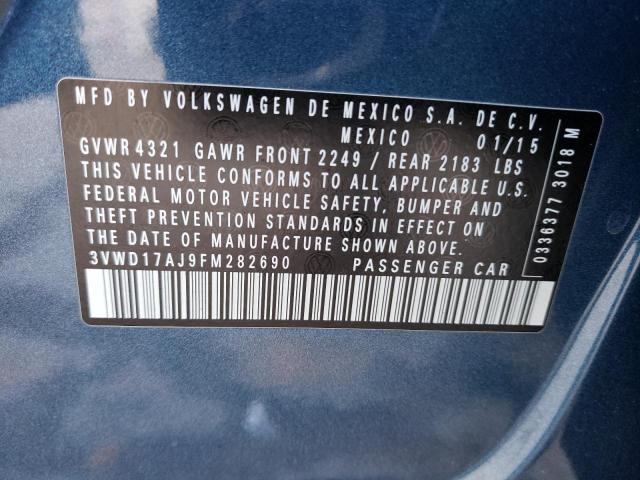 MFD BY VOLKSWAGEN DE MEXICO S.A. DE C.V.
MEXICO 01/15
GVWR 4321 GAWR FRONT 2249 / REAR 2183 LBS
THIS VEHICLE CONFORMS TO ALL APPLICABLE U.S.
FEDERAL MOTOR VEHICLE SAFETY, BUMPER AND
THEFT PREVENTION STANDARDS IN EFFECT ON
THE DATE OF MANUFACTURE SHOWN ABOVE.
3VWD17AJ9FM282690 PASSENGER CAR
0336377 3018 M